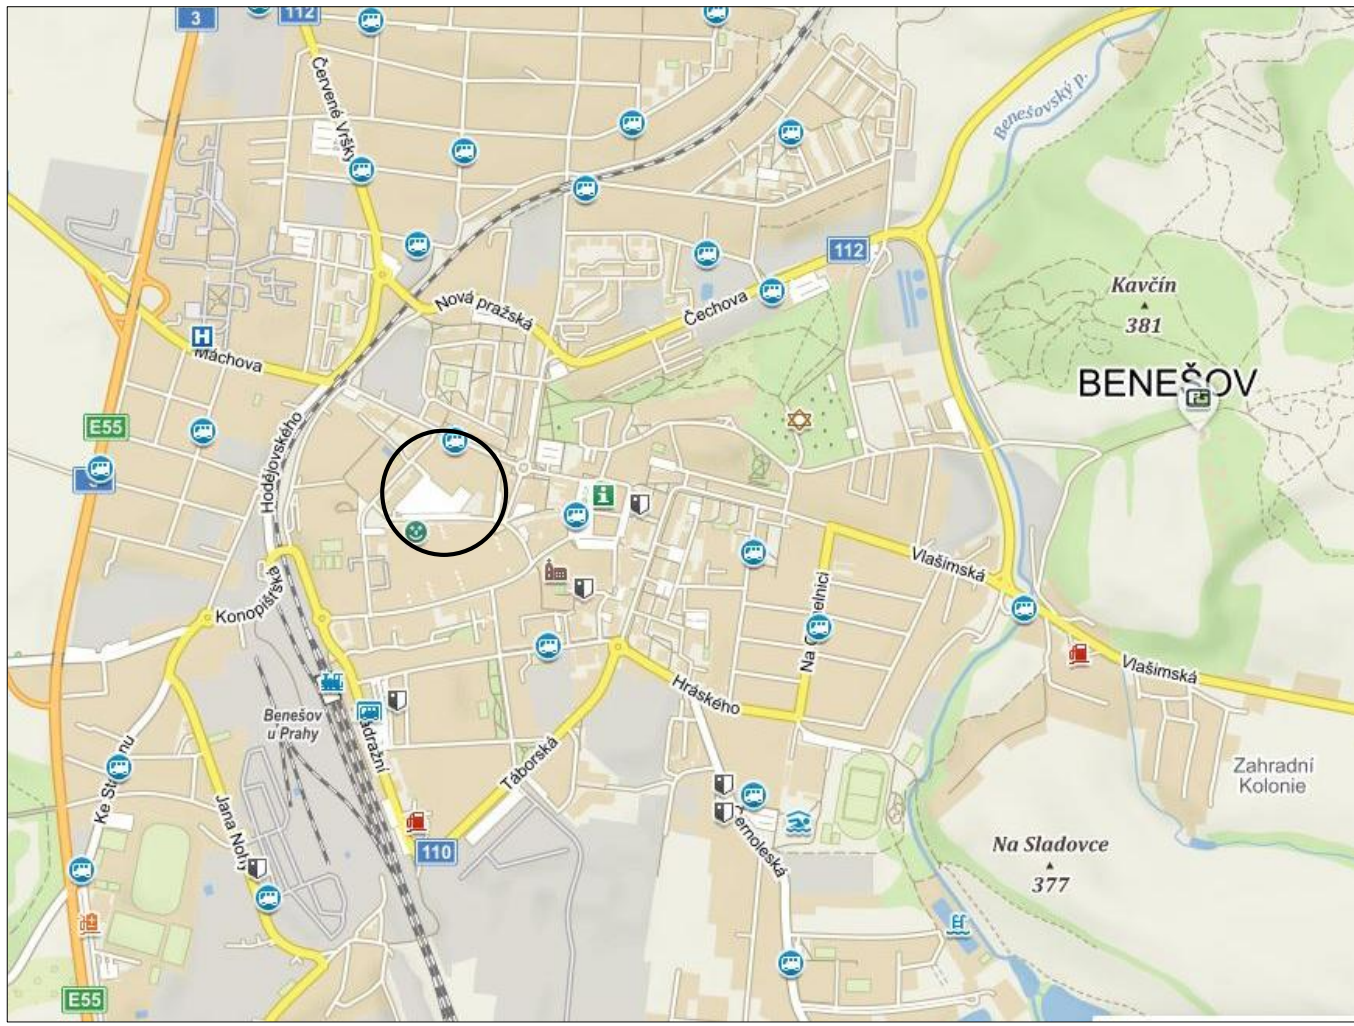 3
112
Červené Vršky
Benešovský p.
112
Nová pražská
Čechova
Kavčín
381
Máchova
BENEŠOV
E55
Hodějovského
Vlašimská
Konopišťská
Vlašimská
Hráského
Benešov
u Prahy
Táborská
Zahradní
Kolonie
Na Sladovce
377
110
E55